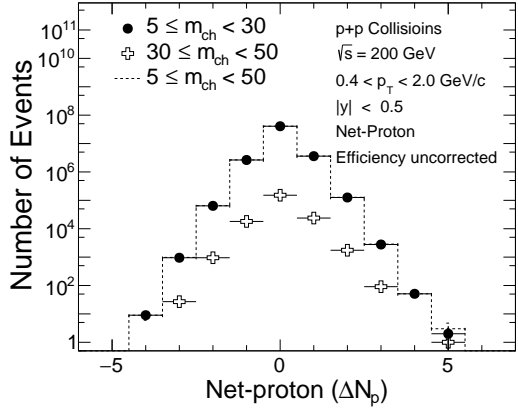 5 ≤ m_ch < 30
30 ≤ m_ch < 50
5 ≤ m_ch < 50
p+p Collisioins
√s = 200 GeV
0.4 < p_T < 2.0 GeV/c
|y| < 0.5
Net-Proton
Efficiency uncorrected
Number of Events
10^11
10^8
10^6
10^4
10^2
1
−5 0 5
Net-proton (ΔN_p)